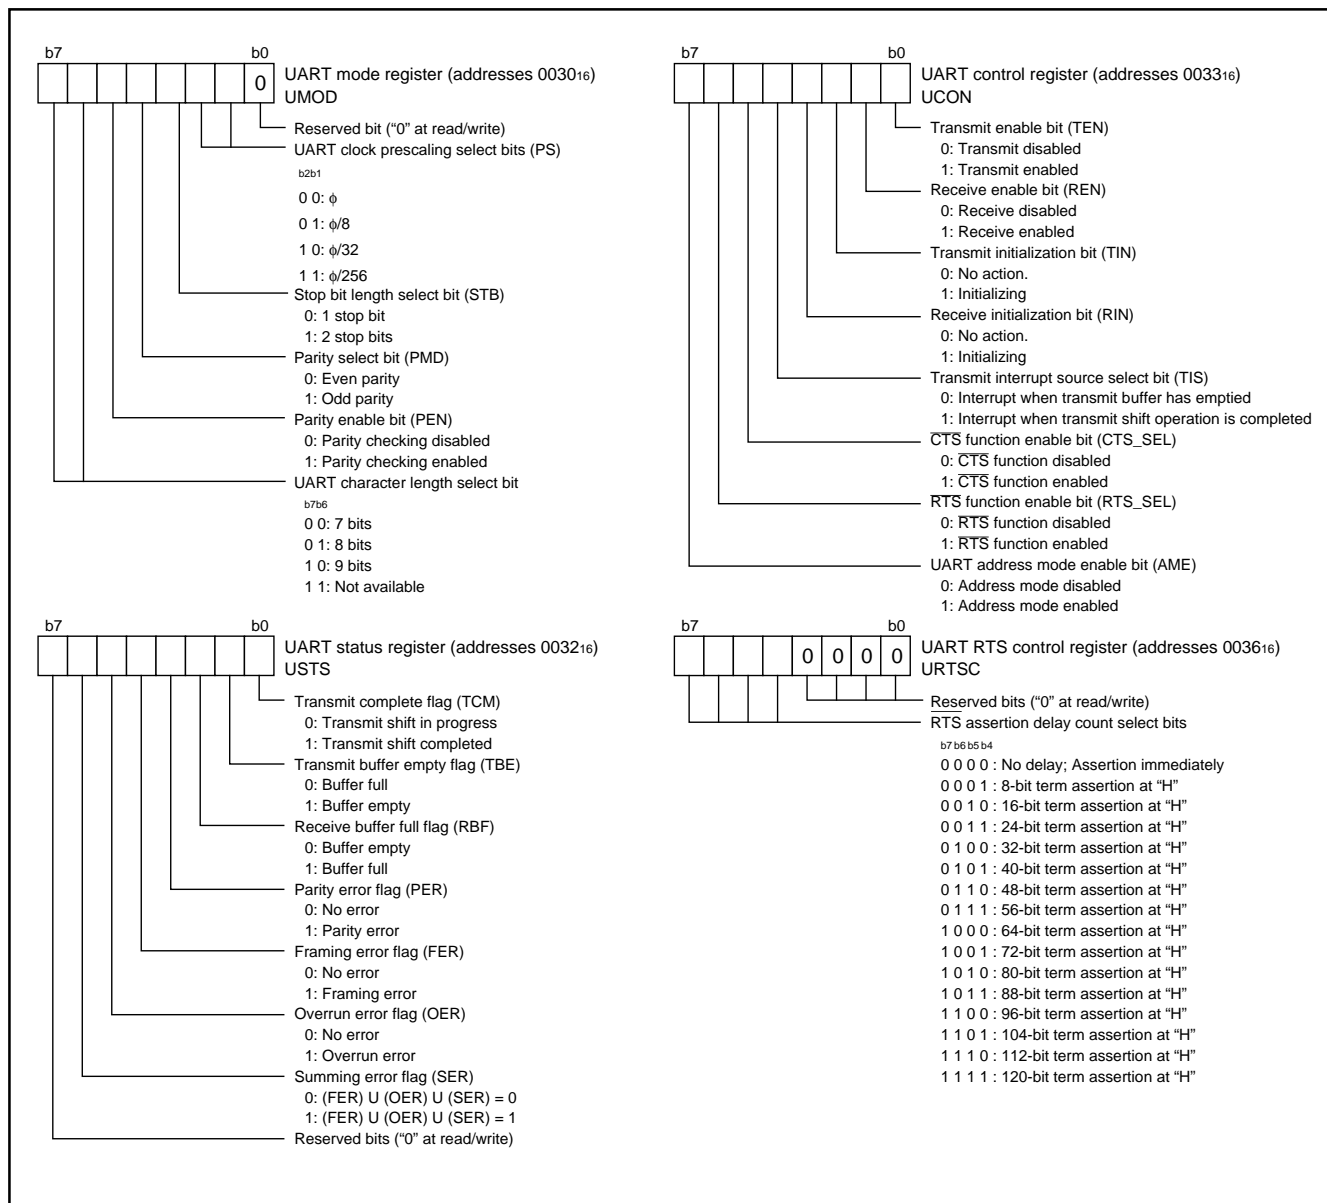 b7 b0
0
UART mode register (addresses 0030₁₆)
UMOD
Reserved bit (“0” at read/write)
UART clock prescaling select bits (PS)
b2b1
0 0: ϕ
0 1: ϕ/8
1 0: ϕ/32
1 1: ϕ/256
Stop bit length select bit (STB)
0: 1 stop bit
1: 2 stop bits
Parity select bit (PMD)
0: Even parity
1: Odd parity
Parity enable bit (PEN)
0: Parity checking disabled
1: Parity checking enabled
UART character length select bit
b7b6
0 0: 7 bits
0 1: 8 bits
1 0: 9 bits
1 1: Not available
b7 b0
UART control register (addresses 0033₁₆)
UCON
Transmit enable bit (TEN)
0: Transmit disabled
1: Transmit enabled
Receive enable bit (REN)
0: Receive disabled
1: Receive enabled
Transmit initialization bit (TIN)
0: No action.
1: Initializing
Receive initialization bit (RIN)
0: No action.
1: Initializing
Transmit interrupt source select bit (TIS)
0: Interrupt when transmit buffer has emptied
1: Interrupt when transmit shift operation is completed
C̅T̅S̅ function enable bit (CTS_SEL)
0: C̅T̅S̅ function disabled
1: C̅T̅S̅ function enabled
R̅T̅S̅ function enable bit (RTS_SEL)
0: R̅T̅S̅ function disabled
1: R̅T̅S̅ function enabled
UART address mode enable bit (AME)
0: Address mode disabled
1: Address mode enabled
b7 b0
UART status register (addresses 0032₁₆)
USTS
Transmit complete flag (TCM)
0: Transmit shift in progress
1: Transmit shift completed
Transmit buffer empty flag (TBE)
0: Buffer full
1: Buffer empty
Receive buffer full flag (RBF)
0: Buffer empty
1: Buffer full
Parity error flag (PER)
0: No error
1: Parity error
Framing error flag (FER)
0: No error
1: Framing error
Overrun error flag (OER)
0: No error
1: Overrun error
Summing error flag (SER)
0: (FER) U (OER) U (SER) = 0
1: (FER) U (OER) U (SER) = 1
Reserved bits (“0” at read/write)
b7 b0
0 0 0 0
UART RTS control register (addresses 0036₁₆)
URTSC
Reserved bits (“0” at read/write)
R̅T̅S̅ assertion delay count select bits
b7 b6 b5 b4
0 0 0 0 : No delay; Assertion immediately
0 0 0 1 : 8-bit term assertion at “H”
0 0 1 0 : 16-bit term assertion at “H”
0 0 1 1 : 24-bit term assertion at “H”
0 1 0 0 : 32-bit term assertion at “H”
0 1 0 1 : 40-bit term assertion at “H”
0 1 1 0 : 48-bit term assertion at “H”
0 1 1 1 : 56-bit term assertion at “H”
1 0 0 0 : 64-bit term assertion at “H”
1 0 0 1 : 72-bit term assertion at “H”
1 0 1 0 : 80-bit term assertion at “H”
1 0 1 1 : 88-bit term assertion at “H”
1 1 0 0 : 96-bit term assertion at “H”
1 1 0 1 : 104-bit term assertion at “H”
1 1 1 0 : 112-bit term assertion at “H”
1 1 1 1 : 120-bit term assertion at “H”